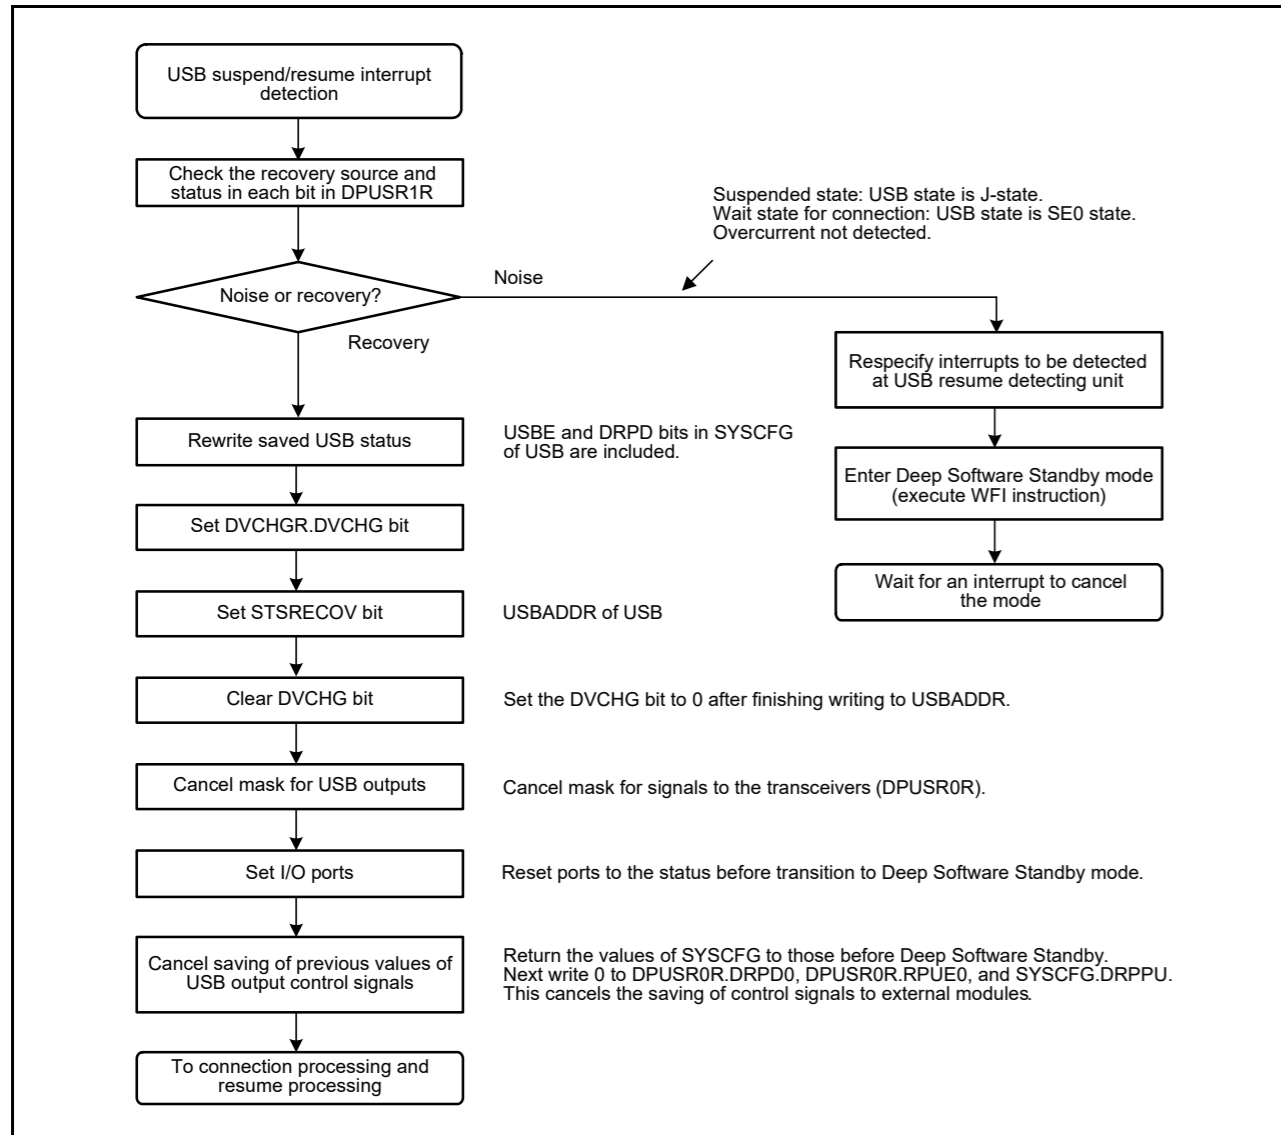 USB suspend/resume interrupt
detection
Check the recovery source and
status in each bit in DPUSR1R
Suspended state: USB state is J-state.
Wait state for connection: USB state is SE0 state.
Overcurrent not detected.
Noise or recovery?
Noise
Recovery
Respecify interrupts to be detected
at USB resume detecting unit
Enter Deep Software Standby mode
(execute WFI instruction)
Wait for an interrupt to cancel
the mode
Rewrite saved USB status
USBE and DRPD bits in SYSCFG
of USB are included.
Set DVCHGR.DVCHG bit
Set STSRECOV bit
USBADDR of USB
Clear DVCHG bit
Set the DVCHG bit to 0 after finishing writing to USBADDR.
Cancel mask for USB outputs
Cancel mask for signals to the transceivers (DPUSR0R).
Set I/O ports
Reset ports to the status before transition to Deep Software Standby mode.
Cancel saving of previous values of
USB output control signals
Return the values of SYSCFG to those before Deep Software Standby.
Next write 0 to DPUSR0R.DRPD0, DPUSR0R.RPUE0, and SYSCFG.DRPPU.
This cancels the saving of control signals to external modules.
To connection processing and
resume processing